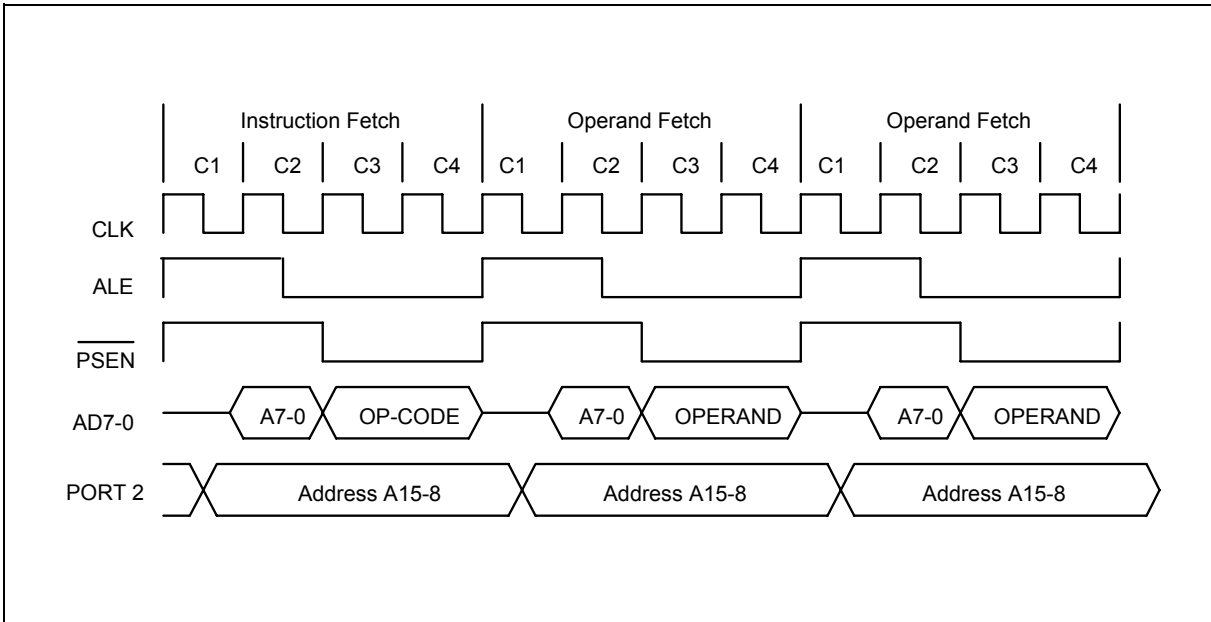 Instruction Fetch Operand Fetch Operand Fetch
C1 C2 C3 C4 C1 C2 C3 C4 C1 C2 C3 C4
CLK
ALE
PSEN
AD7-0 A7-0 OP-CODE A7-0 OPERAND A7-0 OPERAND
PORT 2 Address A15-8 Address A15-8 Address A15-8